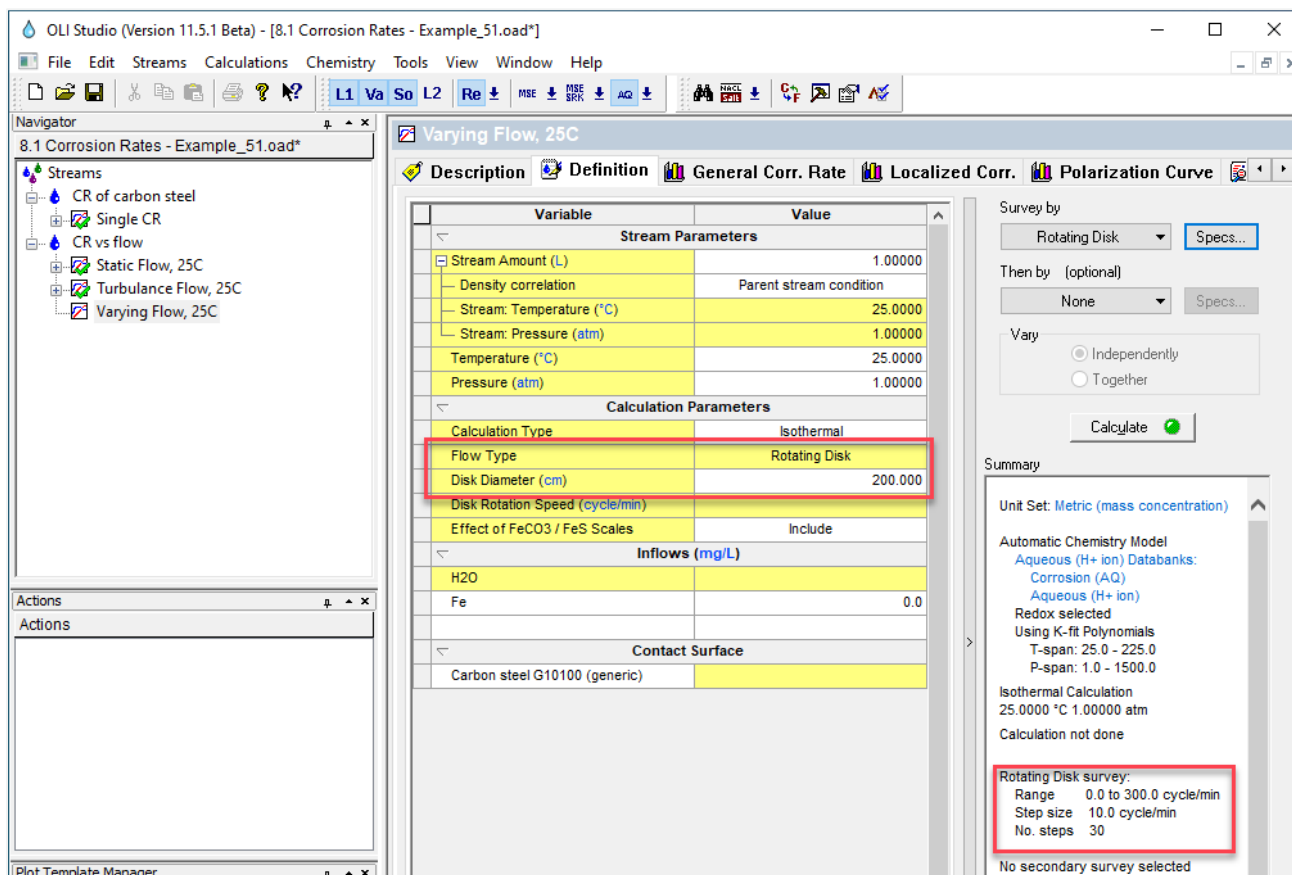 OLI Studio (Version 11.5.1 Beta) - [8.1 Corrosion Rates - Example_51.oad*]
File Edit Streams Calculations Chemistry Tools View Window Help
L1 Va So L2 Re MSE MSE SRK AQ NACL
Navigator
8.1 Corrosion Rates - Example_51.oad*
Streams
CR of carbon steel
Single CR
CR vs flow
Static Flow, 25C
Turbulance Flow, 25C
Varying Flow, 25C
Actions
Actions
Plot Template Manager
Varying Flow, 25C
Description Definition General Corr. Rate Localized Corr. Polarization Curve
Variable Value
Stream Parameters
Stream Amount (L) 1.00000
Density correlation Parent stream condition
Stream: Temperature (°C) 25.0000
Stream: Pressure (atm) 1.00000
Temperature (°C) 25.0000
Pressure (atm) 1.00000
Calculation Parameters
Calculation Type Isothermal
Flow Type Rotating Disk
Disk Diameter (cm) 200.000
Disk Rotation Speed (cycle/min)
Effect of FeCO3 / FeS Scales Include
Inflows (mg/L)
H2O
Fe 0.0
Contact Surface
Carbon steel G10100 (generic)
Survey by
Rotating Disk Specs...
Then by (optional)
None Specs...
Vary
Independently
Together
Calculate
Summary
Unit Set: Metric (mass concentration)
Automatic Chemistry Model
Aqueous (H+ ion) Databanks:
Corrosion (AQ)
Aqueous (H+ ion)
Redox selected
Using K-fit Polynomials
T-span: 25.0 - 225.0
P-span: 1.0 - 1500.0
Isothermal Calculation
25.0000 °C 1.00000 atm
Calculation not done
Rotating Disk survey:
Range 0.0 to 300.0 cycle/min
Step size 10.0 cycle/min
No. steps 30
No secondary survey selected